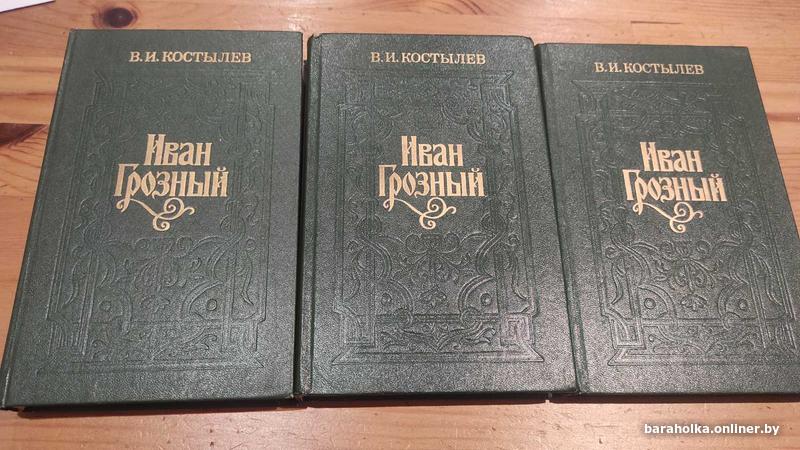 В.И.КОСТЫЛЕВ
Иван
Грозный
В.И.КОСТЫЛЕВ
Иван
Грозный
В.И.КОСТЫЛЕВ
Иван
Грозный
baraholka.onliner.by